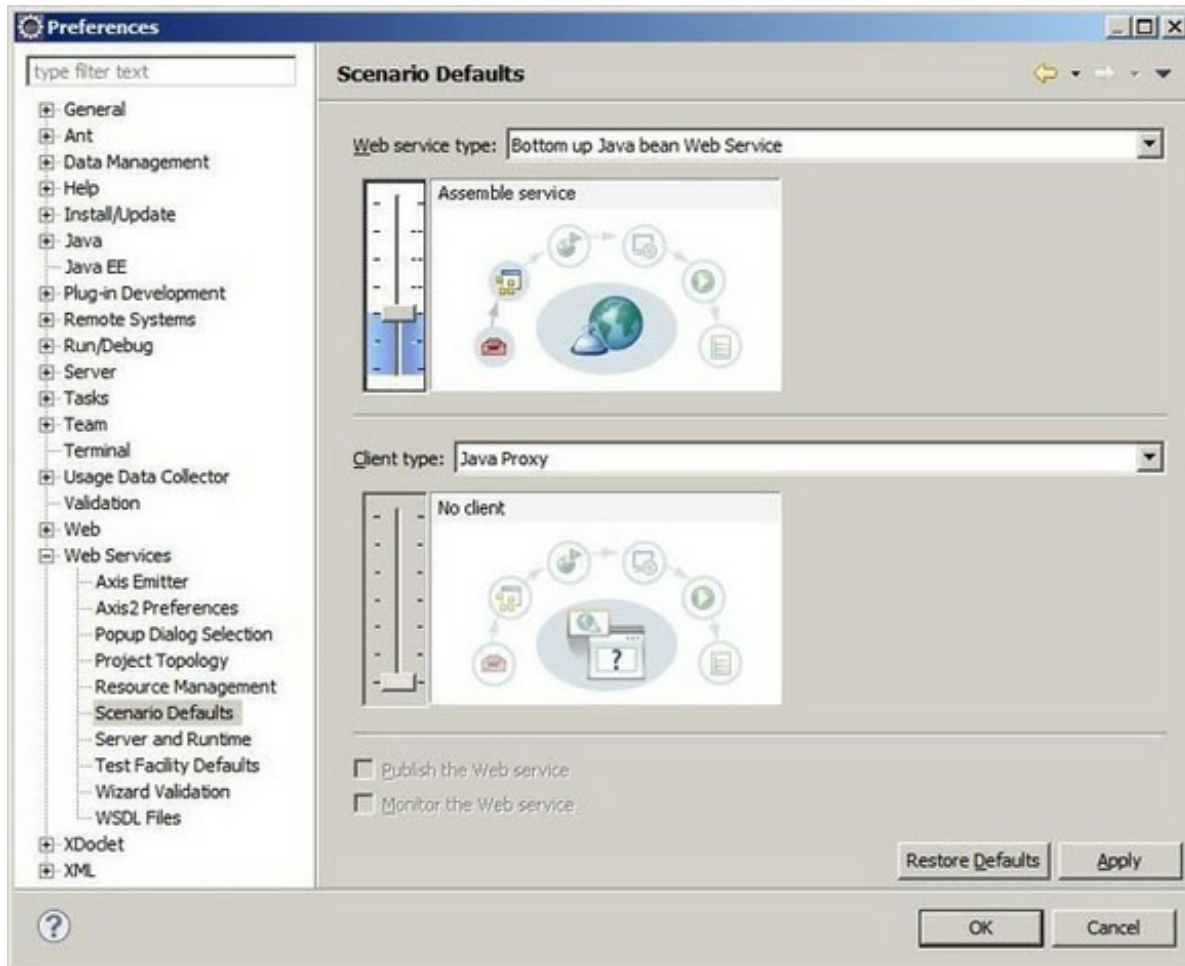 Preferences
type filter text
General
Ant
Data Management
Help
Install/Update
Java
Java EE
Plug-in Development
Remote Systems
Run/Debug
Server
Tasks
Team
Terminal
Usage Data Collector
Validation
Web
Web Services
Axis Emitter
Axis2 Preferences
Popup Dialog Selection
Project Topology
Resource Management
Scenario Defaults
Server and Runtime
Test Facility Defaults
Wizard Validation
WSDL Files
XDoclet
XML
Scenario Defaults
Web service type: Bottom up Java bean Web Service
Assemble service
Client type: Java Proxy
No client
?
Publish the Web service
Monitor the Web service
Restore Defaults Apply
? OK Cancel